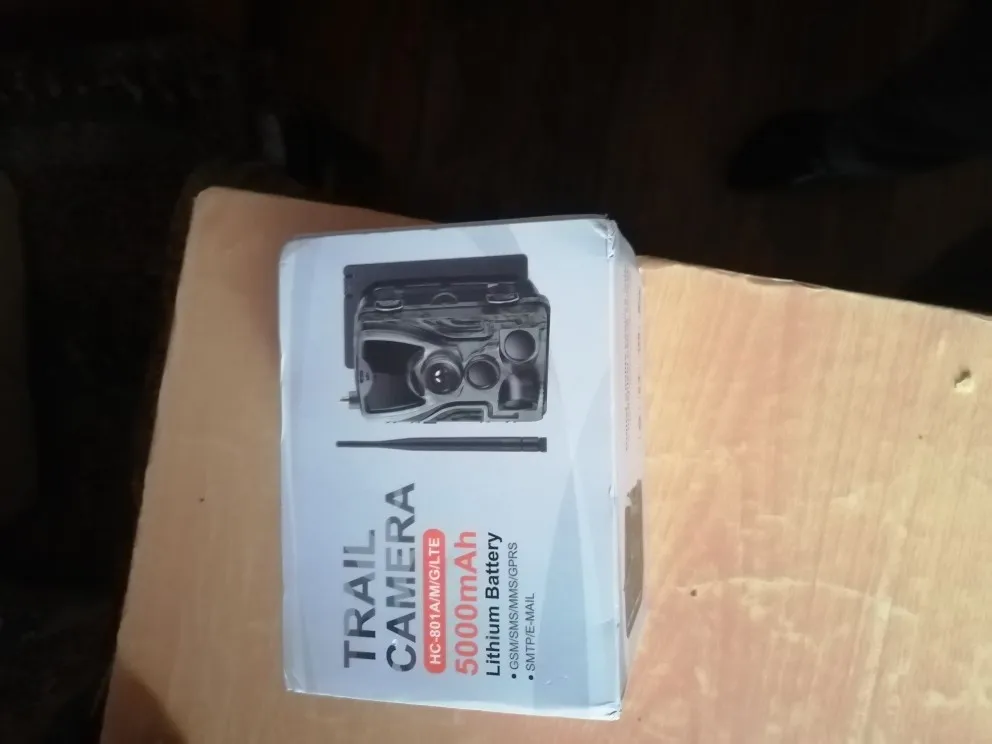 TRAIL
CAMERA
HC-801A/M/G/LTE
5000mAh
Lithium Battery
• GSM/SMS/MMS/GPRS
• SMTP/E-MAIL